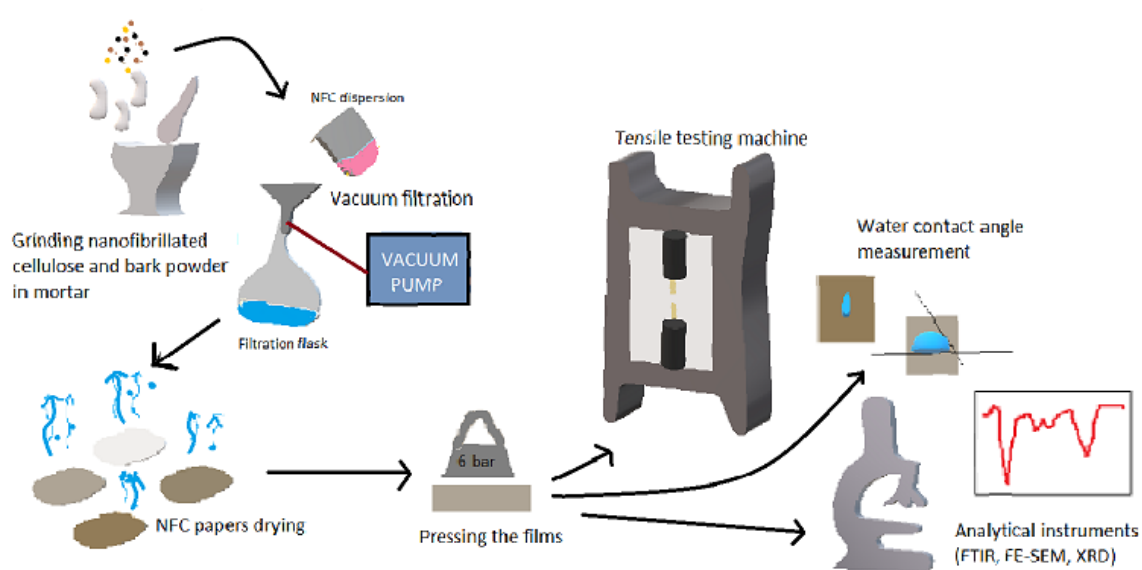 NFC dispersion
Vacuum filtration
Grinding nanofibrillated
cellulose and bark powder
in mortar
VACUUM
PUMP
Filtration flask
NFC papers drying
6 bar
Pressing the films
Tensile testing machine
Water contact angle
measurement
Analytical instruments
(FTIR, FE-SEM, XRD)